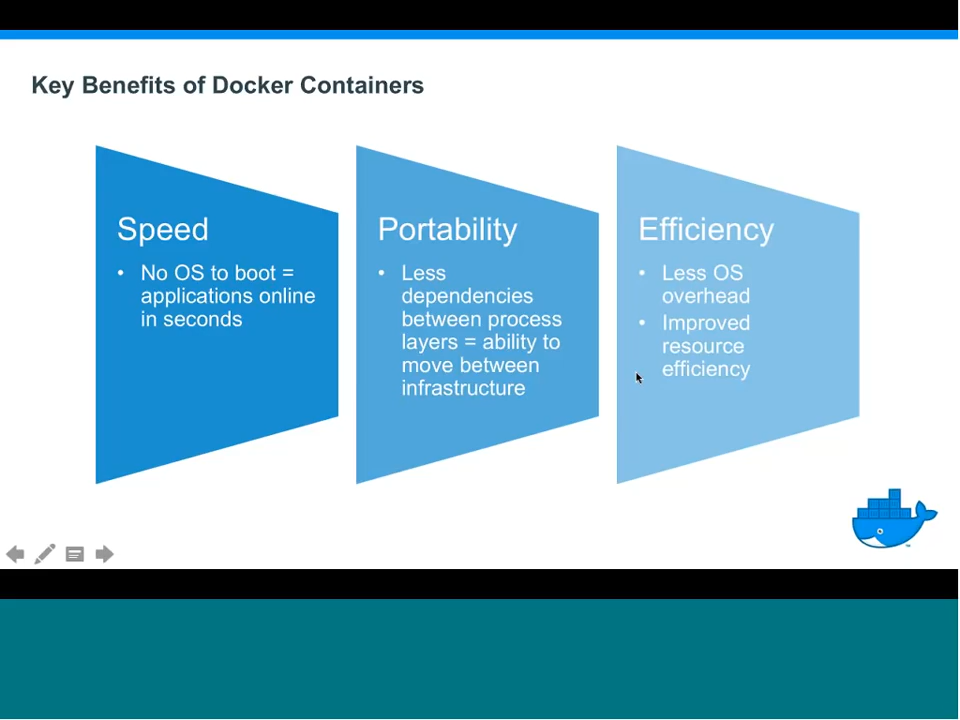 Key Benefits of Docker Containers
Speed
• No OS to boot =
applications online
in seconds
Portability
• Less
dependencies
between process
layers = ability to
move between
infrastructure
Efficiency
• Less OS
overhead
• Improved
resource
efficiency